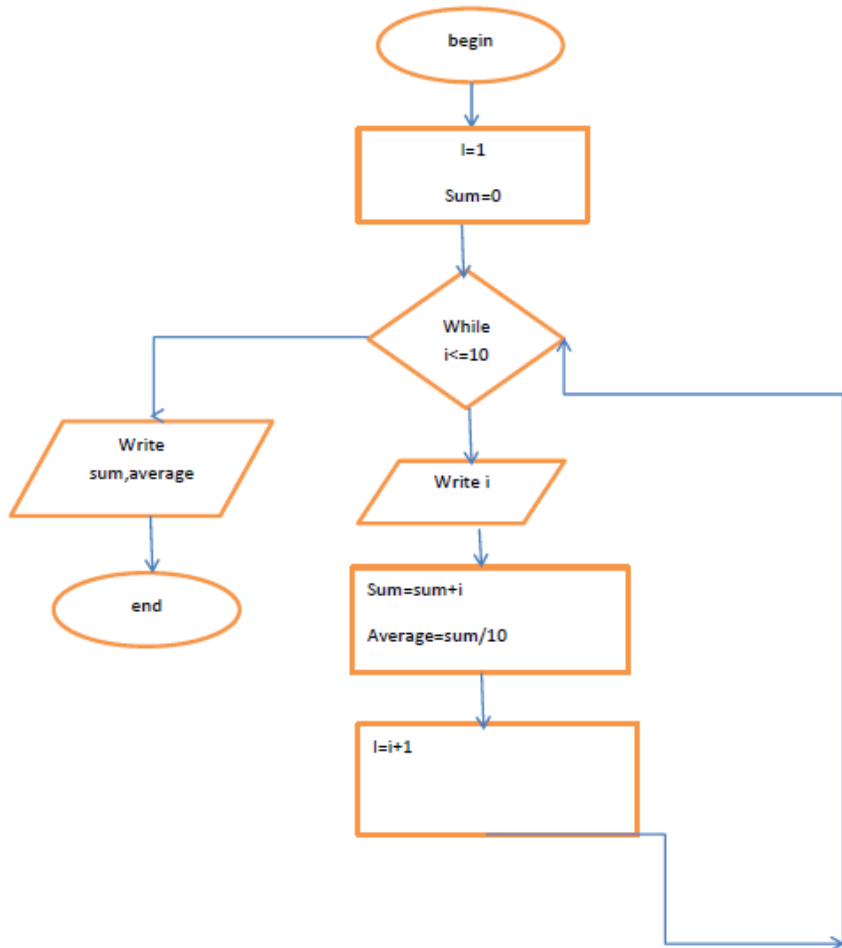 begin
I=1
Sum=0
While
i<=10
Write
sum,average
Write i
Sum=sum+i
end
Average=sum/10
I=i+1